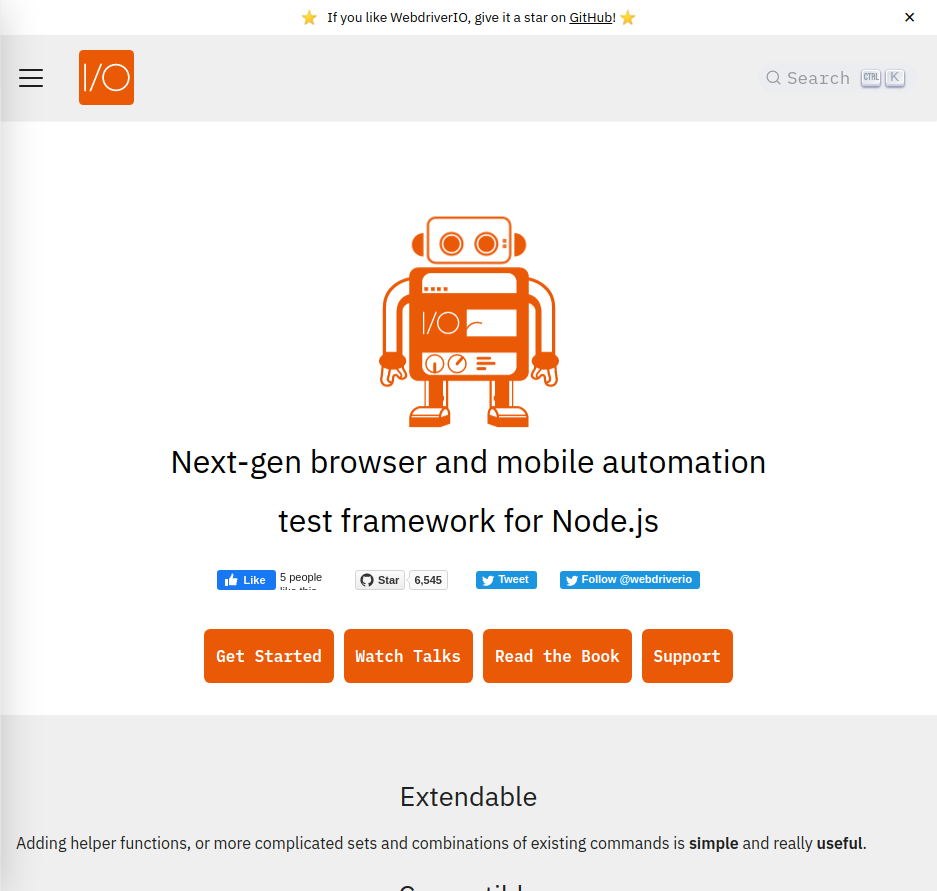 ⭐ If you like WebdriverIO, give it a star on GitHub! ⭐ ✕
I/O
Search CTRL K
I/O
Next-gen browser and mobile automation
test framework for Node.js
Like 5 people
like this.
Star 6,545
Tweet
Follow @webdriverio
Get Started
Watch Talks
Read the Book
Support
Extendable
Adding helper functions, or more complicated sets and combinations of existing commands is simple and really useful.